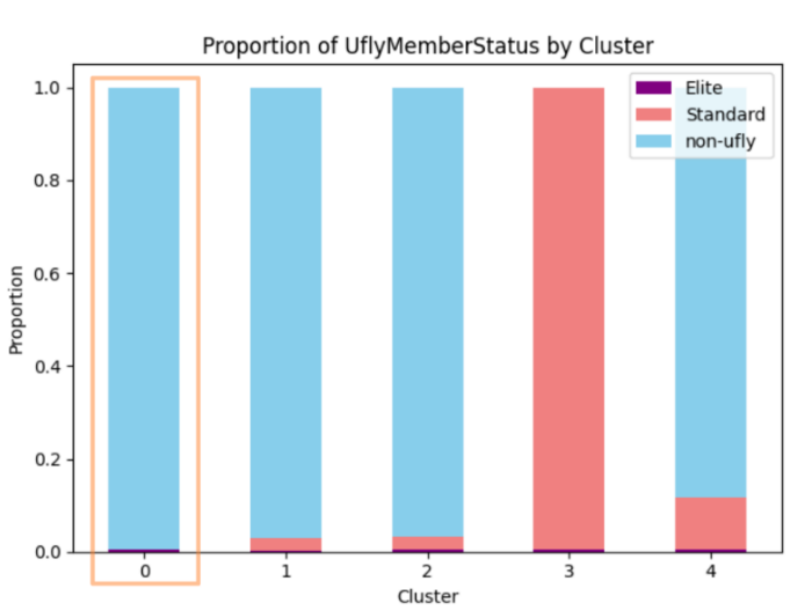 Proportion of UflyMemberStatus by Cluster
Elite
Standard
non-ufly
1.0
0.8
0.6
0.4
0.2
0.0
Proportion
0
1
2
3
4
Cluster